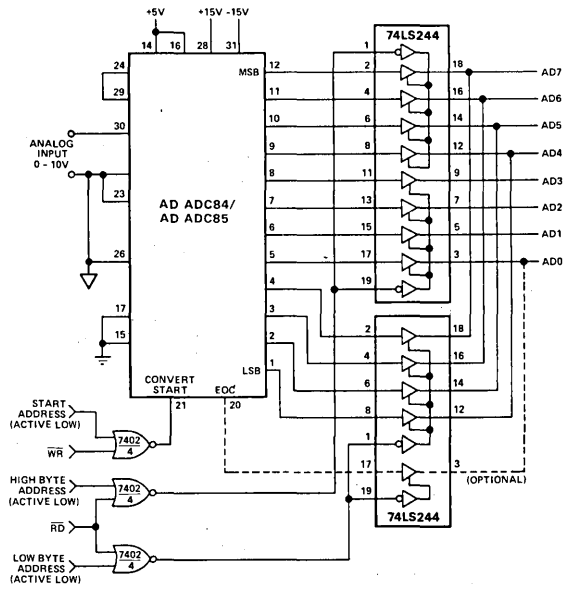 +5V +15V -15V
14 16 28 31
74LS244
1
24 MSB 12 2 18 AD7
29 11 4 16 AD6
30 10 6 14 AD5
ANALOG
INPUT
0 - 10V
9 8 12 AD4
23 8 11 9 AD3
AD ADC84/
AD ADC85
7 13 7 AD2
6 15 5 AD1
26 5 17 3 AD0
4 19
17 3 2 18
15 2 4 16
LSB 1 6 14
CONVERT
START
EOC
8 12
21 20
START
ADDRESS
(ACTIVE LOW)
7402
4
WR
1
17 3
(OPTIONAL)
HIGH BYTE
ADDRESS
(ACTIVE LOW)
7402
4
19
74LS244
RD
LOW BYTE
ADDRESS
(ACTIVE LOW)
7402
4